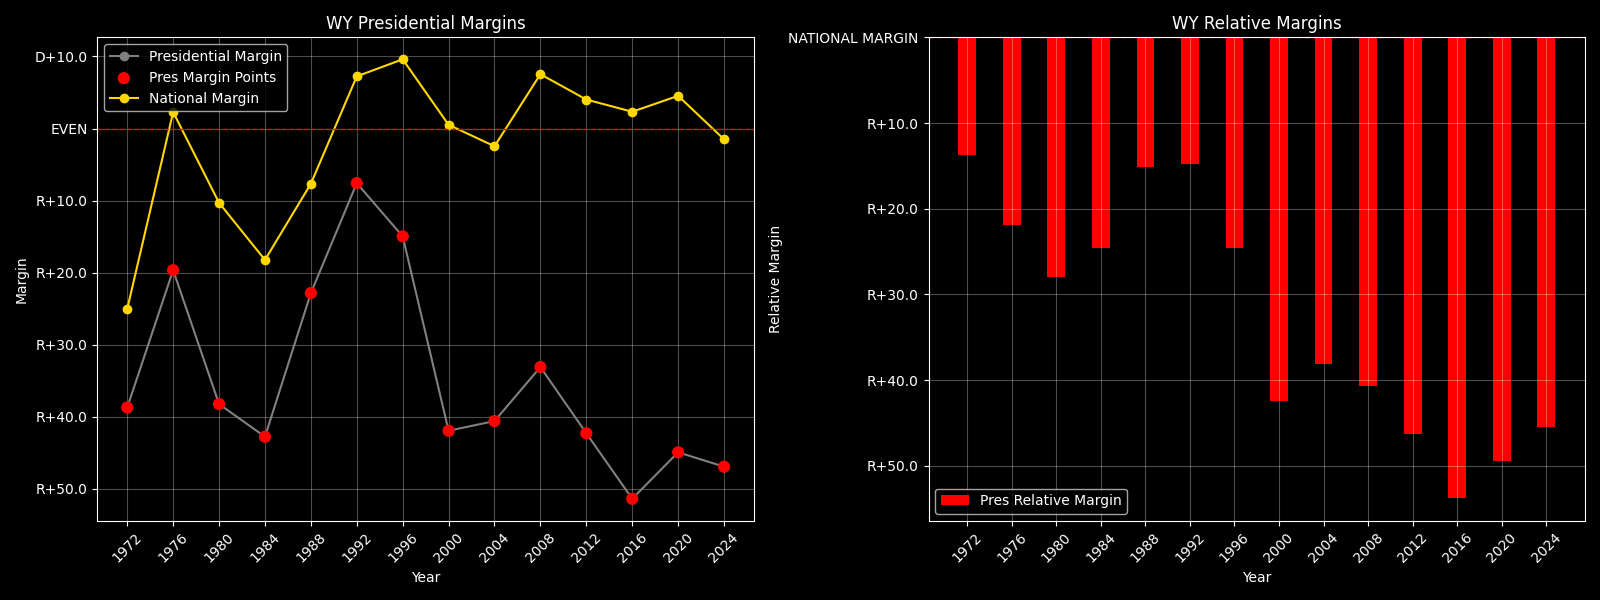 WY Presidential Margins
Presidential Margin
Pres Margin Points
National Margin
D+10.0
EVEN
R+10.0
R+20.0
R+30.0
R+40.0
R+50.0
Margin
1972
1976
1980
1984
1988
1992
1996
2000
2004
2008
2012
2016
2020
2024
Year
WY Relative Margins
NATIONAL MARGIN
R+10.0
R+20.0
R+30.0
R+40.0
R+50.0
Relative Margin
Pres Relative Margin
1972
1976
1980
1984
1988
1992
1996
2000
2004
2008
2012
2016
2020
2024
Year